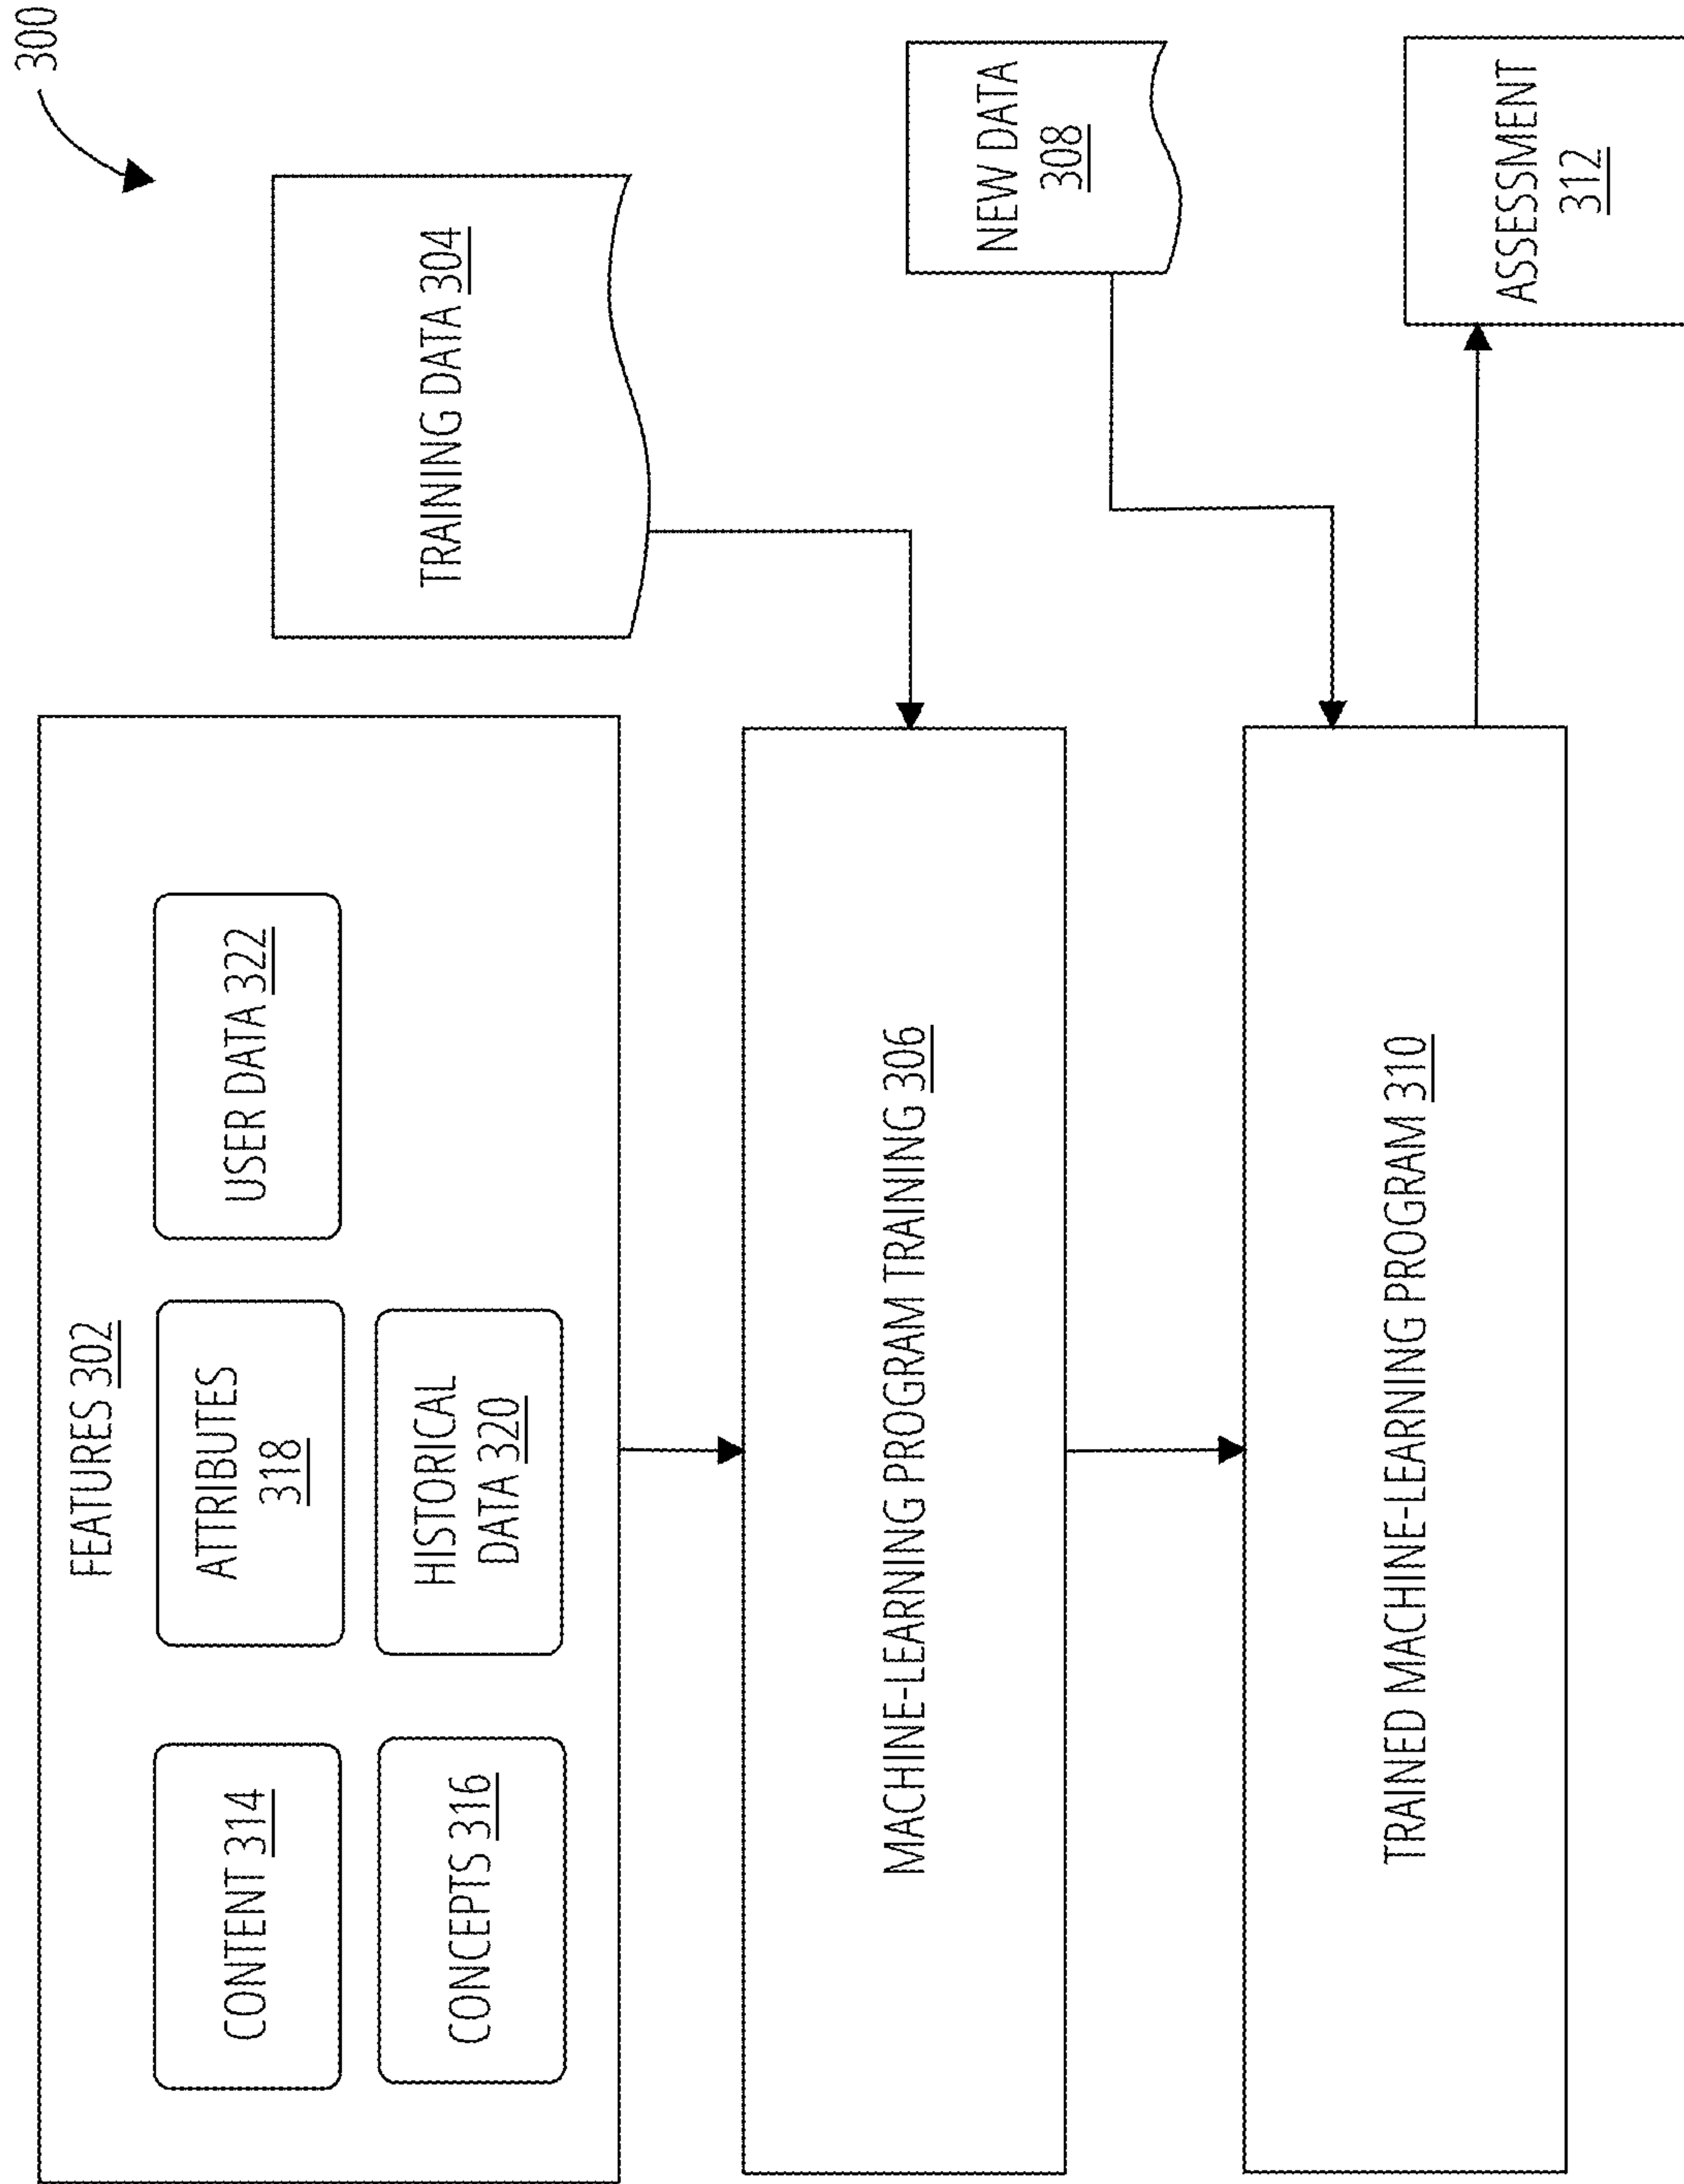 300
FEATURES 302
CONTENT 314
ATTRIBUTES
318
USER DATA 322
CONCEPTS 316
HISTORICAL
DATA 320
TRAINING DATA 304
MACHINE-LEARNING PROGRAM TRAINING 306
NEW DATA
308
TRAINED MACHINE-LEARNING PROGRAM 310
ASSESSMENT
312